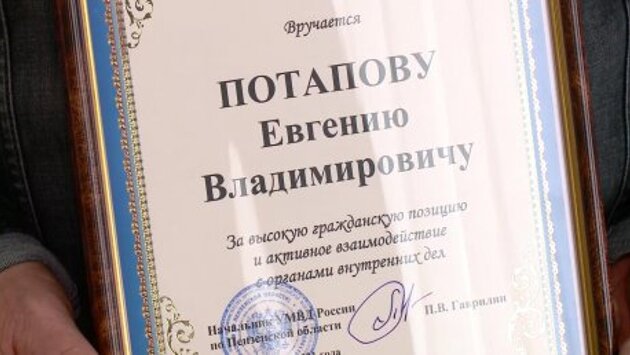 Вручается
ПОТАПОВУ
Евгению
Владимировичу
За высокую гражданскую позицию
и активное взаимодействие
с органами внутренних дел
Начальник УМВД России
по Пензенской области
П.В. Гаврилин
года